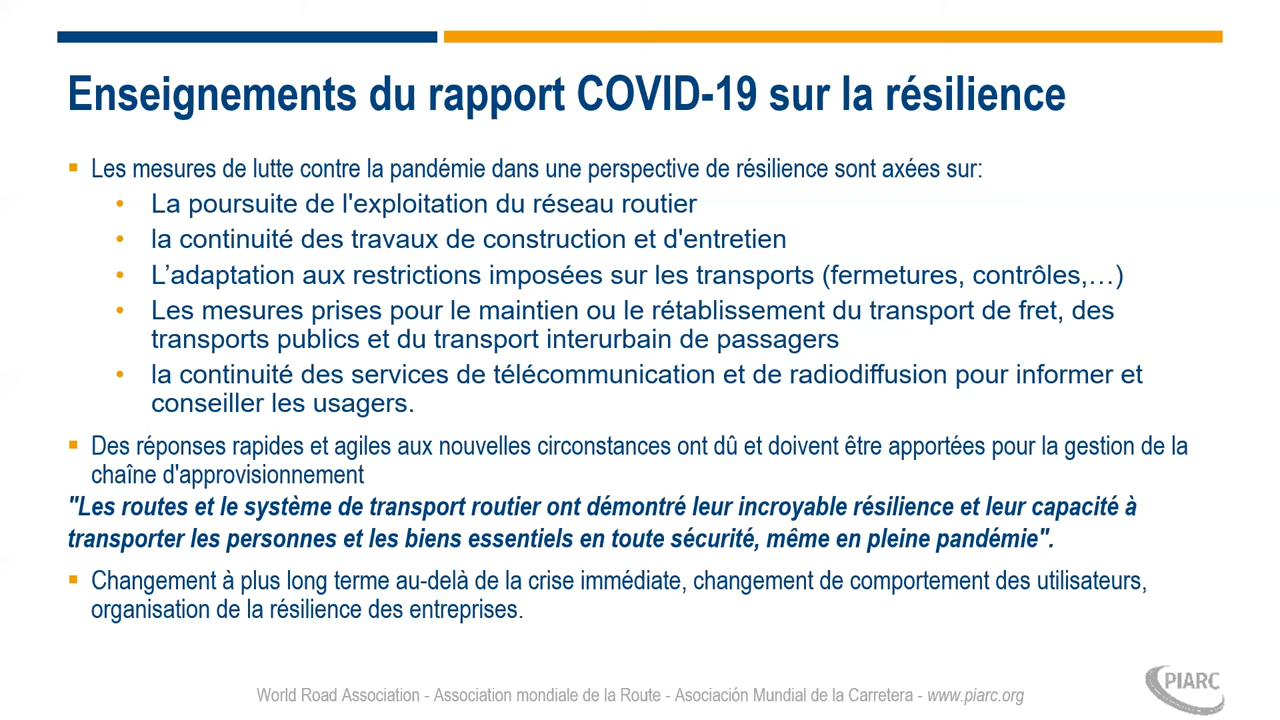 Enseignements du rapport COVID-19 sur la résilience
Les mesures de lutte contre la pandémie dans une perspective de résilience sont axées sur:
La poursuite de l'exploitation du réseau routier
la continuité des travaux de construction et d'entretien
L’adaptation aux restrictions imposées sur les transports (fermetures, contrôles,…)
Les mesures prises pour le maintien ou le rétablissement du transport de fret, des
transports publics et du transport interurbain de passagers
la continuité des services de télécommunication et de radiodiffusion pour informer et
conseiller les usagers.
Des réponses rapides et agiles aux nouvelles circonstances ont dû et doivent être apportées pour la gestion de la
chaîne d'approvisionnement
"Les routes et le système de transport routier ont démontré leur incroyable résilience et leur capacité à
transporter les personnes et les biens essentiels en toute sécurité, même en pleine pandémie".
Changement à plus long terme au-delà de la crise immédiate, changement de comportement des utilisateurs,
organisation de la résilience des entreprises.
World Road Association - Association mondiale de la Route - Asociación Mundial de la Carretera - www.piarc.org
PIARC